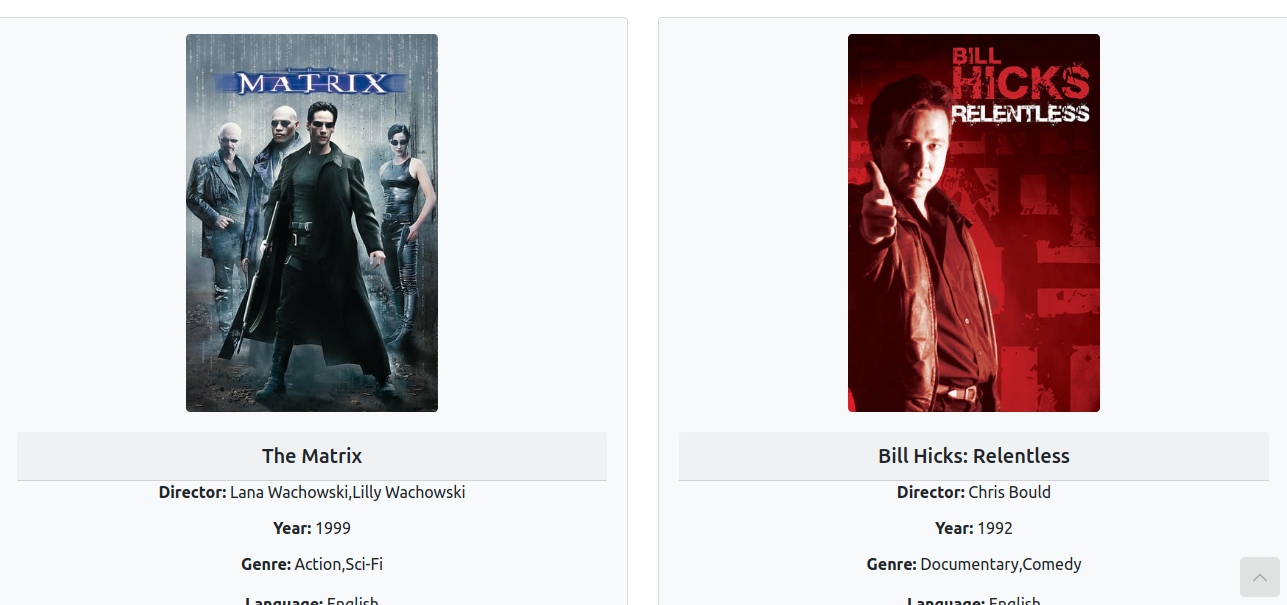 THE
MATRIX
The Matrix
Director: Lana Wachowski,Lilly Wachowski
Year: 1999
Genre: Action,Sci-Fi
Language: English
BILL
HICKS
RELENTLESS
Bill Hicks: Relentless
Director: Chris Bould
Year: 1992
Genre: Documentary,Comedy
Language: English